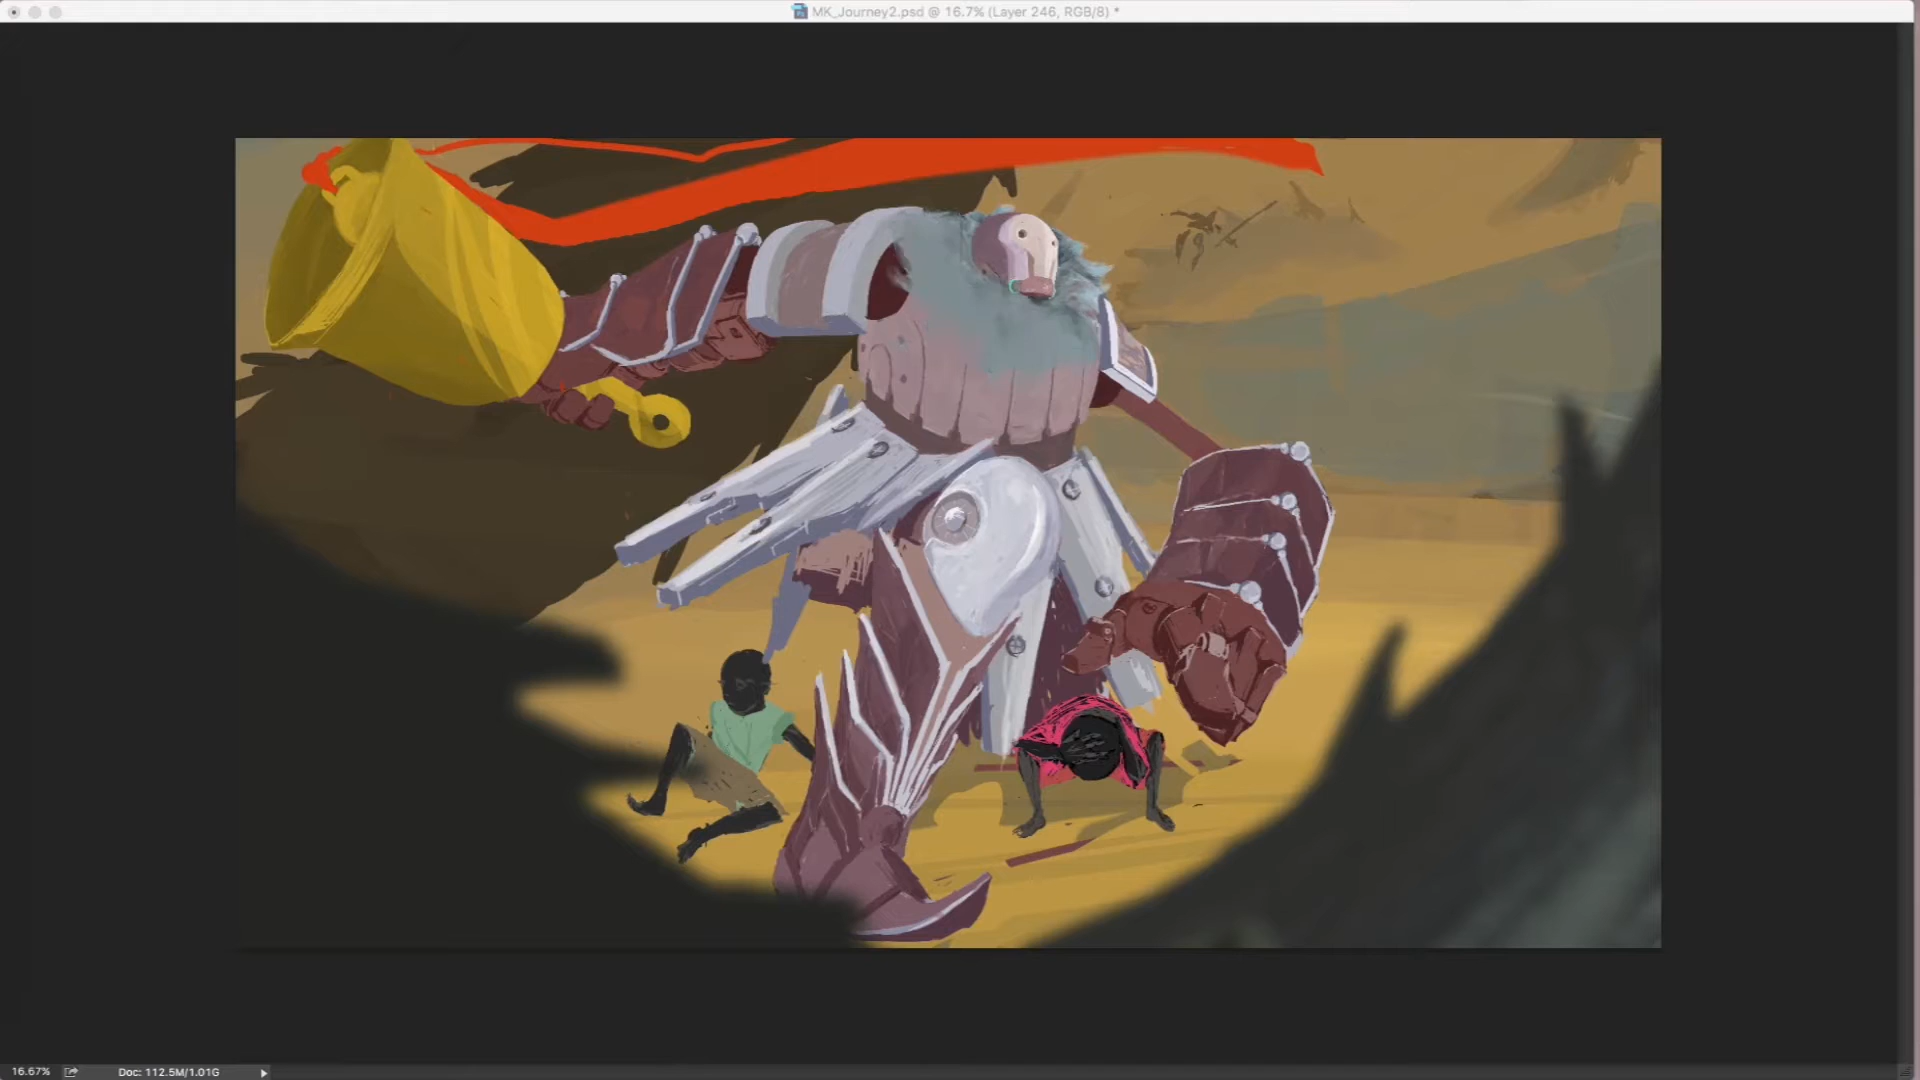 MK_Journey2.psd @ 16.7% (Layer 246, RGB/8) *
16.67%
Doc: 112.5M/1.01G